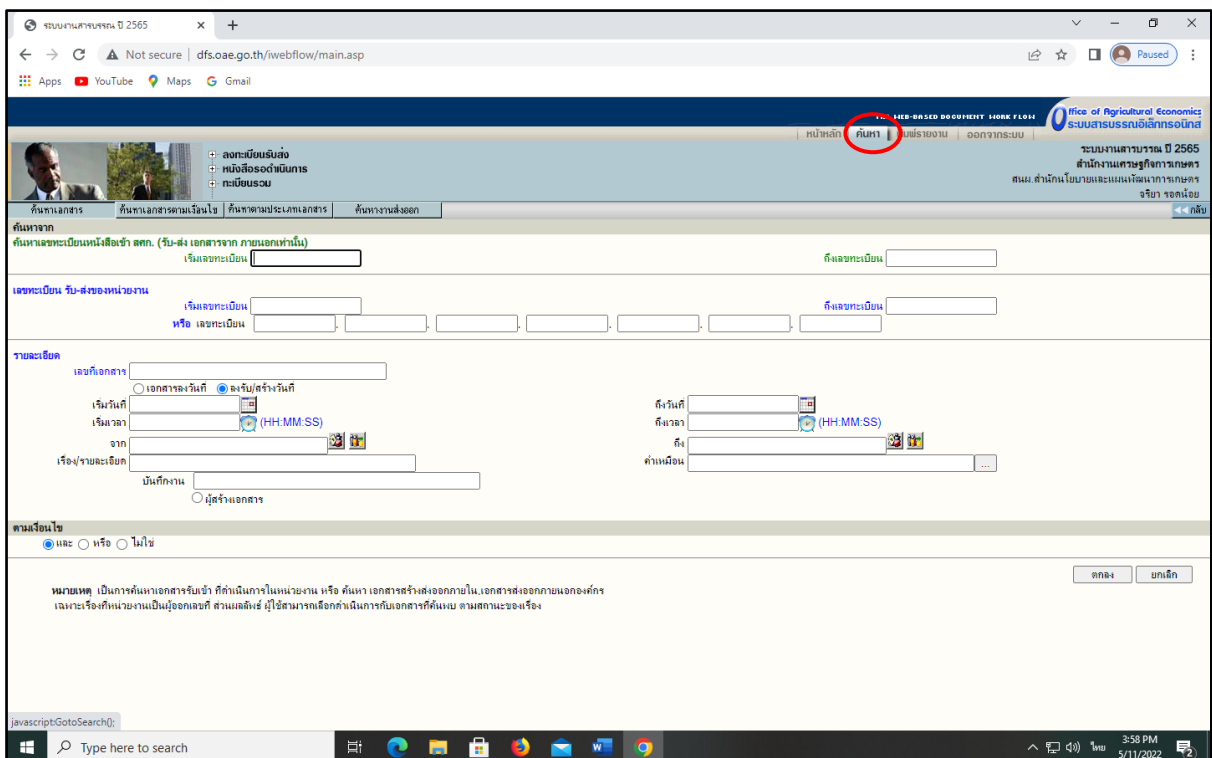 ระบบงานสารบรรณ ปี 2565
Not secure | dfs.oae.go.th/iwebflow/main.asp
Paused
Apps YouTube Maps Gmail
WEB-BASED DOCUMENT WORK FLOW
Office of Agricultural Economics
ระบบสารบรรณอิเล็กทรอนิกส
หน้าหลัก ค้นหา พิมพ์รายงาน ออกจากระบบ
ระบบงานสารบรรณ ปี 2565
ลงทะเบียนรับส่ง
สำนักงานเศรษฐกิจการเกษตร
หนังสือรอดำเนินการ
สนผ.สำนักนโยบายและแผนพัฒนาการเกษตร
ทะเบียนรวม
จริยา รอดน้อย
ค้นหาเอกสาร ค้นหาเอกสารตามเงื่อนไข ค้นหาตามประเภทเอกสาร ค้นหางานส่งออก << กลับ
ค้นหาจาก
ค้นหาเลขทะเบียนหนังสือเข้า สศก. (รับ-ส่ง เอกสารจาก ภายนอกเท่านั้น)
เริ่มเลขทะเบียน ถึงเลขทะเบียน
เลขทะเบียน รับ-ส่งของหน่วยงาน
เริ่มเลขทะเบียน ถึงเลขทะเบียน
หรือ เลขทะเบียน . . . . . .
รายละเอียด
เลขที่เอกสาร
เอกสารลงวันที่ ลงรับ/สร้างวันที่
เริ่มวันที่ ถึงวันที่
เริ่มเวลา (HH:MM:SS) ถึงเวลา (HH:MM:SS)
จาก ถึง
เรื่อง/รายละเอียด คำเหมือน ...
บันทึกงาน
ผู้สร้างเอกสาร
ตามเงื่อนไข
และ หรือ ไม่ใช่
ตกลง ยกเลิก
หมายเหตุ เป็นการค้นหาเอกสารรับเข้า ที่ดำเนินการในหน่วยงาน หรือ ค้นหา เอกสารสร้างส่งออกภายใน,เอกสารส่งออกภายนอกองค์กร
เฉพาะเรื่องที่หน่วยงานเป็นผู้ออกเลขที่ ส่วนผลลัพธ์ ผู้ใช้สามารถเลือกดำเนินการกับเอกสารที่ค้นพบ ตามสถานะของเรื่อง
javascript:GotoSearch();
Type here to search
ไทย
3:58 PM
5/11/2022
2